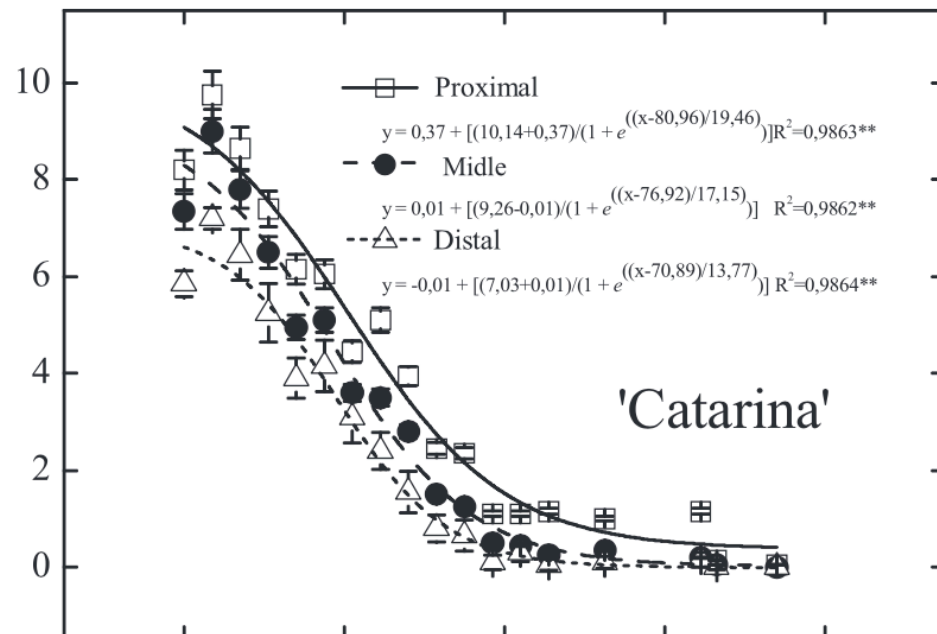 10
8
6
4
2
0
Proximal
y = 0,37 + [(10,14+0,37)/(1 + e^((x-80,96)/19,46))]R²=0,9863**
Midle
y = 0,01 + [(9,26-0,01)/(1 + e^((x-76,92)/17,15))] R²=0,9862**
Distal
y = -0,01 + [(7,03+0,01)/(1 + e^((x-70,89)/13,77))] R²=0,9864**
'Catarina'